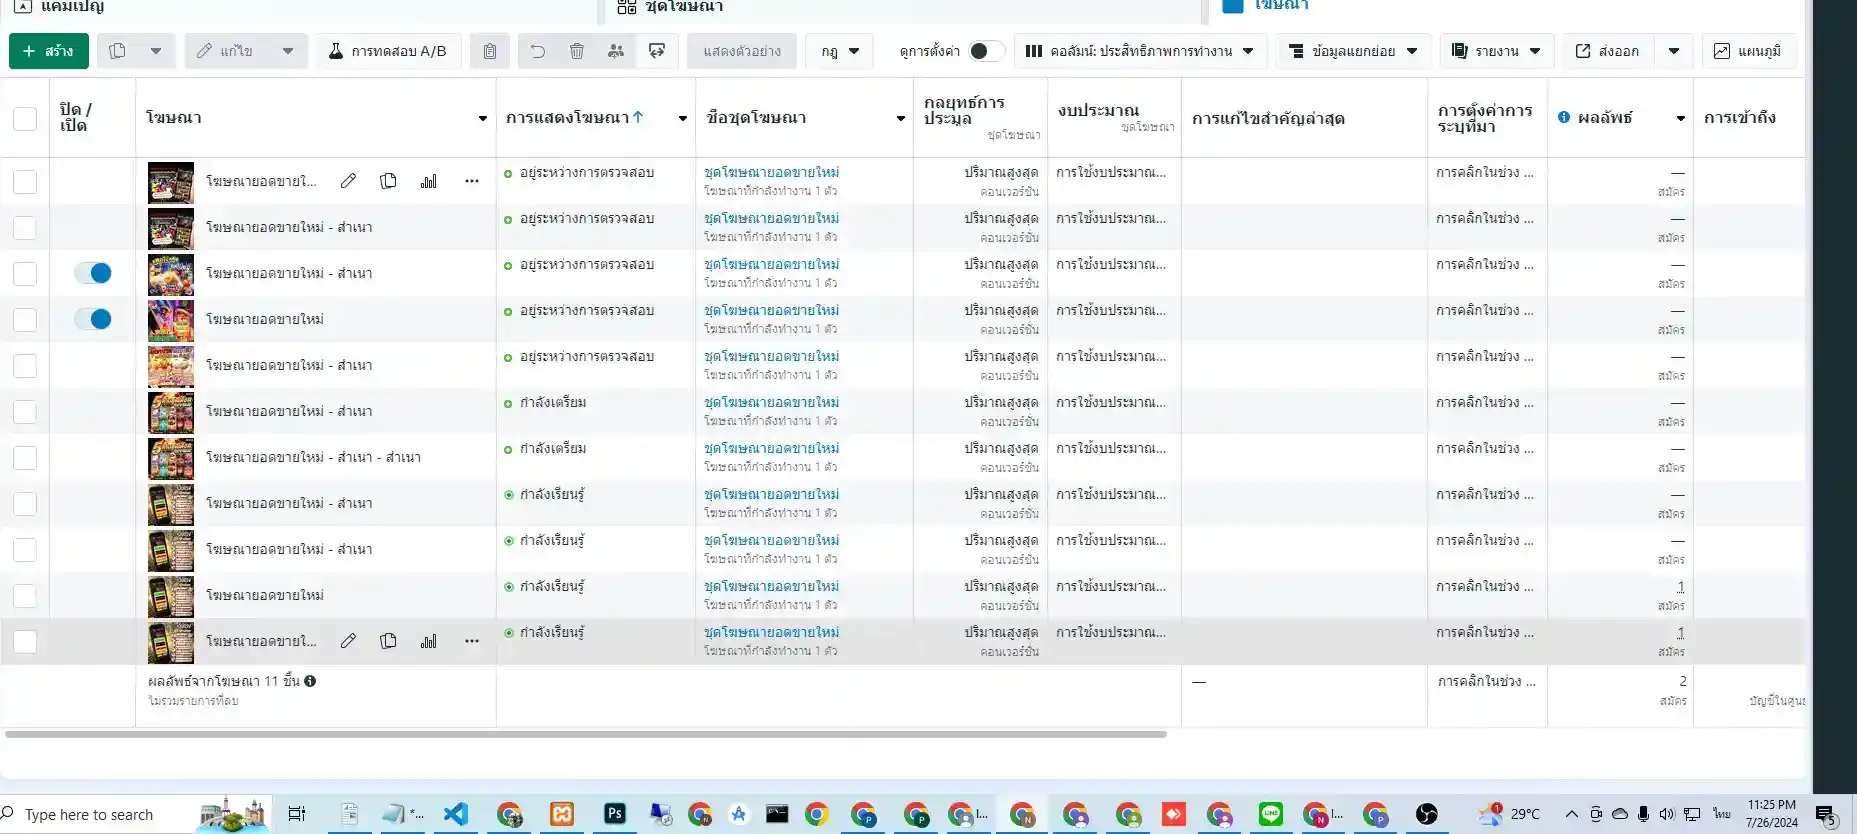 แคมเปญ
ชุดโฆษณา
โฆษณา
+ สร้าง
แก้ไข
การทดสอบ A/B
แสดงตัวอย่าง
กฎ
ดูการตั้งค่า
คอลัมน์: ประสิทธิภาพการทำงาน
ข้อมูลแยกย่อย
รายงาน
ส่งออก
แผนภูมิ
ปิด / เปิด
โฆษณา
การแสดงโฆษณา
ชื่อชุดโฆษณา
กลยุทธ์การประมูล
ชุดโฆษณา
งบประมาณ
ชุดโฆษณา
การแก้ไขสำคัญล่าสุด
การตั้งค่าการระบุที่มา
ผลลัพธ์
การเข้าถึง
โฆษณายอดขายใ... อยู่ระหว่างการตรวจสอบ ชุดโฆษณายอดขายใหม่ ปริมาณสูงสุด การใช้งบประมาณ... การคลิกในช่วง ... —
โฆษณาที่กำลังทำงาน 1 ตัว คอนเวอร์ชั่น สมัคร
โฆษณายอดขายใหม่ - สำเนา อยู่ระหว่างการตรวจสอบ ชุดโฆษณายอดขายใหม่ ปริมาณสูงสุด การใช้งบประมาณ... การคลิกในช่วง ... —
โฆษณาที่กำลังทำงาน 1 ตัว คอนเวอร์ชั่น สมัคร
โฆษณายอดขายใหม่ - สำเนา อยู่ระหว่างการตรวจสอบ ชุดโฆษณายอดขายใหม่ ปริมาณสูงสุด การใช้งบประมาณ... การคลิกในช่วง ... —
โฆษณาที่กำลังทำงาน 1 ตัว คอนเวอร์ชั่น สมัคร
โฆษณายอดขายใหม่ อยู่ระหว่างการตรวจสอบ ชุดโฆษณายอดขายใหม่ ปริมาณสูงสุด การใช้งบประมาณ... การคลิกในช่วง ... —
โฆษณาที่กำลังทำงาน 1 ตัว คอนเวอร์ชั่น สมัคร
โฆษณายอดขายใหม่ - สำเนา อยู่ระหว่างการตรวจสอบ ชุดโฆษณายอดขายใหม่ ปริมาณสูงสุด การใช้งบประมาณ... การคลิกในช่วง ... —
โฆษณาที่กำลังทำงาน 1 ตัว คอนเวอร์ชั่น สมัคร
โฆษณายอดขายใหม่ - สำเนา กำลังเตรียม ชุดโฆษณายอดขายใหม่ ปริมาณสูงสุด การใช้งบประมาณ... การคลิกในช่วง ... —
โฆษณาที่กำลังทำงาน 1 ตัว คอนเวอร์ชั่น สมัคร
โฆษณายอดขายใหม่ - สำเนา - สำเนา กำลังเตรียม ชุดโฆษณายอดขายใหม่ ปริมาณสูงสุด การใช้งบประมาณ... การคลิกในช่วง ... —
โฆษณาที่กำลังทำงาน 1 ตัว คอนเวอร์ชั่น สมัคร
โฆษณายอดขายใหม่ - สำเนา กำลังเรียนรู้ ชุดโฆษณายอดขายใหม่ ปริมาณสูงสุด การใช้งบประมาณ... การคลิกในช่วง ... —
โฆษณาที่กำลังทำงาน 1 ตัว คอนเวอร์ชั่น สมัคร
โฆษณายอดขายใหม่ - สำเนา กำลังเรียนรู้ ชุดโฆษณายอดขายใหม่ ปริมาณสูงสุด การใช้งบประมาณ... การคลิกในช่วง ... —
โฆษณาที่กำลังทำงาน 1 ตัว คอนเวอร์ชั่น สมัคร
โฆษณายอดขายใหม่ กำลังเรียนรู้ ชุดโฆษณายอดขายใหม่ ปริมาณสูงสุด การใช้งบประมาณ... การคลิกในช่วง ... 1
โฆษณาที่กำลังทำงาน 1 ตัว คอนเวอร์ชั่น สมัคร
โฆษณายอดขายใ... กำลังเรียนรู้ ชุดโฆษณายอดขายใหม่ ปริมาณสูงสุด การใช้งบประมาณ... การคลิกในช่วง ... 1
โฆษณาที่กำลังทำงาน 1 ตัว คอนเวอร์ชั่น สมัคร
ผลลัพธ์จากโฆษณา 11 ชิ้น — การคลิกในช่วง ... 2
ไม่รวมรายการที่ลบ สมัคร บัญชีในศูนย์
Type here to search
29°C
ไทย
11:25 PM
7/26/2024
5